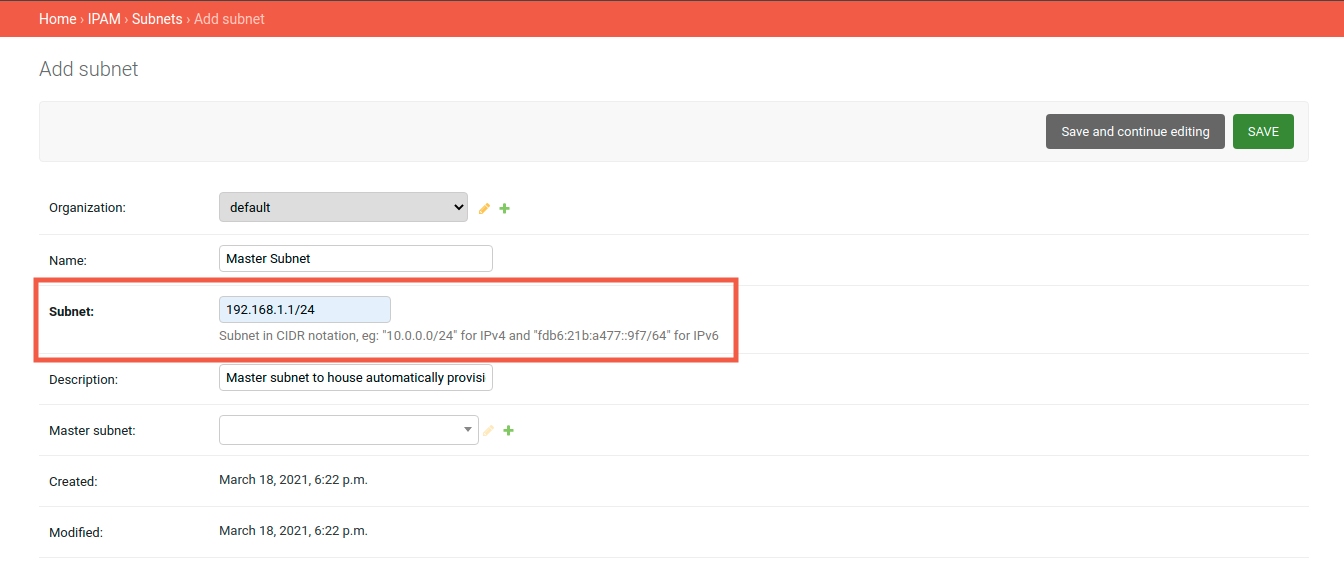 Home › IPAM › Subnets › Add subnet
Add subnet
Save and continue editing
SAVE
Organization: default
Name: Master Subnet
Subnet: 192.168.1.1/24
Subnet in CIDR notation, eg: "10.0.0.0/24" for IPv4 and "fdb6:21b:a477::9f7/64" for IPv6
Description: Master subnet to house automatically provisi
Master subnet:
Created: March 18, 2021, 6:22 p.m.
Modified: March 18, 2021, 6:22 p.m.